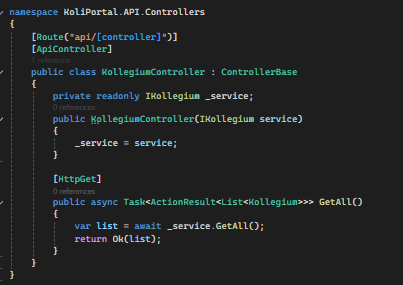 namespace KoliPortal.API.Controllers
{
[Route("api/[controller]")]
[ApiController]
1 reference
public class KollegiumController : ControllerBase
{
private readonly IKollegium _service;
0 references
public KollegiumController(IKollegium service)
{
_service = service;
}
[HttpGet]
0 references
public async Task<ActionResult<List<Kollegium>>> GetAll()
{
var list = await _service.GetAll();
return Ok(list);
}
}
}